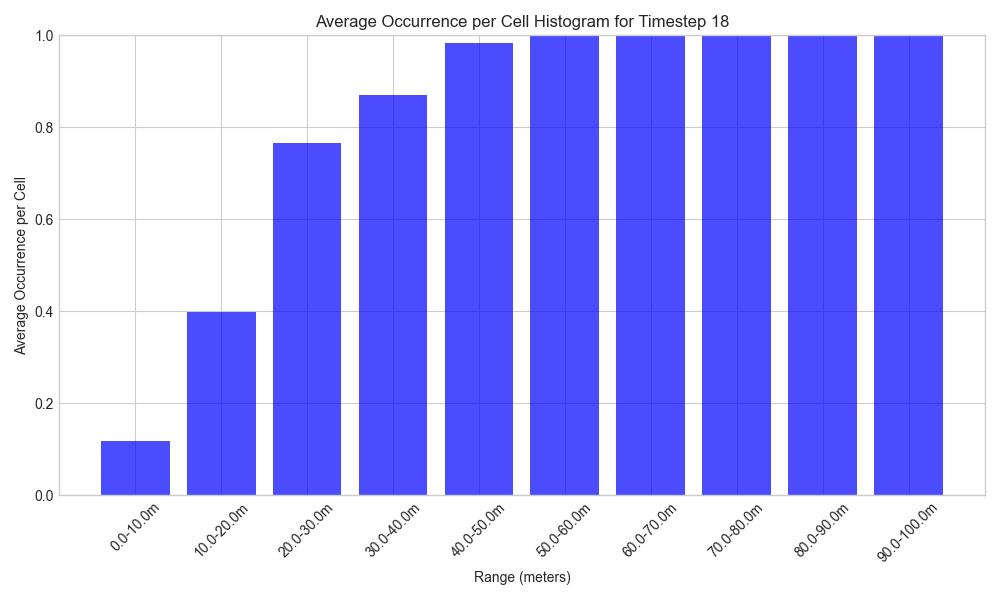 Average Occurrence per Cell Histogram for Timestep 18
1.0
0.8
0.6
0.4
0.2
0.0
Average Occurrence per Cell
0.0-10.0m
10.0-20.0m
20.0-30.0m
30.0-40.0m
40.0-50.0m
50.0-60.0m
60.0-70.0m
70.0-80.0m
80.0-90.0m
90.0-100.0m
Range (meters)